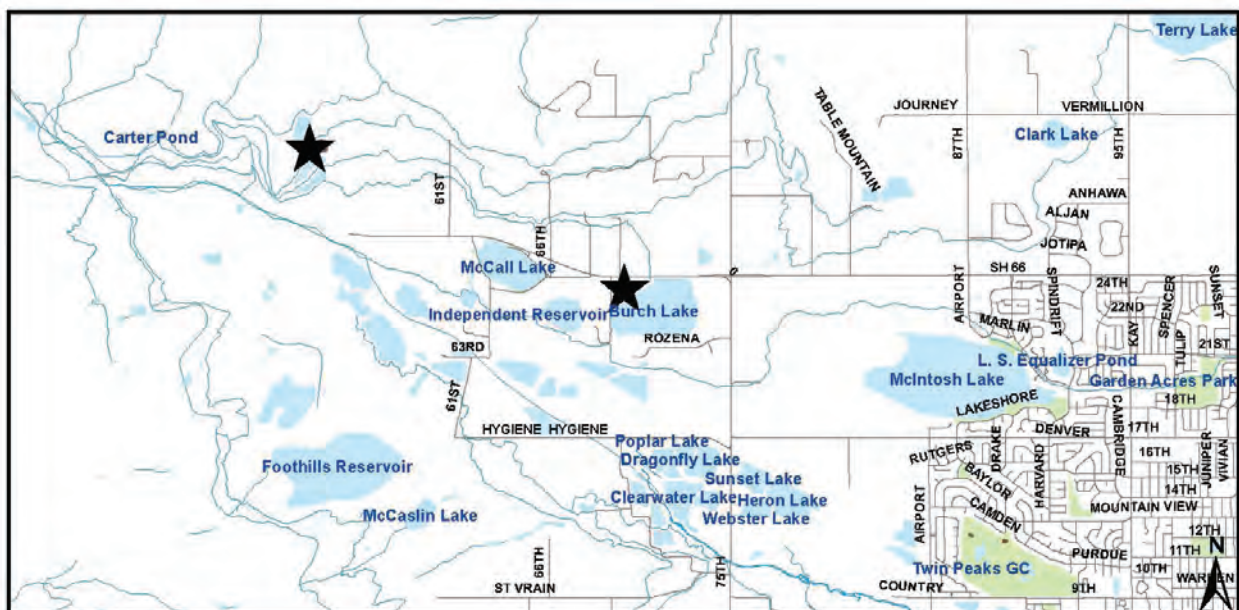 Terry Lake
JOURNEY
VERMILLION
TABLE MOUNTAIN
87TH
95TH
Clark Lake
Carter Pond
61ST
ANHAWA
ALJAN
JOTIPA
66TH
McCall Lake
SH 66
24TH
AIRPORT
SPINDRIFT
22ND
KAY
SPENCER
SUNSET
Independent Reservoir
Burch Lake
MARLIN
TULIP
ROZENA
21ST
63RD
L. S. Equalizer Pond
McIntosh Lake
Garden Acres Park
61ST
LAKESHORE
18TH
CAMBRIDGE
HYGIENE HYGIENE
DENVER
17TH
Poplar Lake
RUTGERS
DRAKE
HARVARD
16TH
JUNIPER
VIVIAN
Dragonfly Lake
Foothills Reservoir
BAYLOR
15TH
Sunset Lake
14TH
Clearwater Lake
Heron Lake
CAMDEN
MOUNTAIN VIEW
McCaslin Lake
Webster Lake
AIRPORT
12TH
N
PURDUE
11TH
66TH
75TH
Twin Peaks GC
10TH
WARREN
ST VRAIN
COUNTRY
9TH